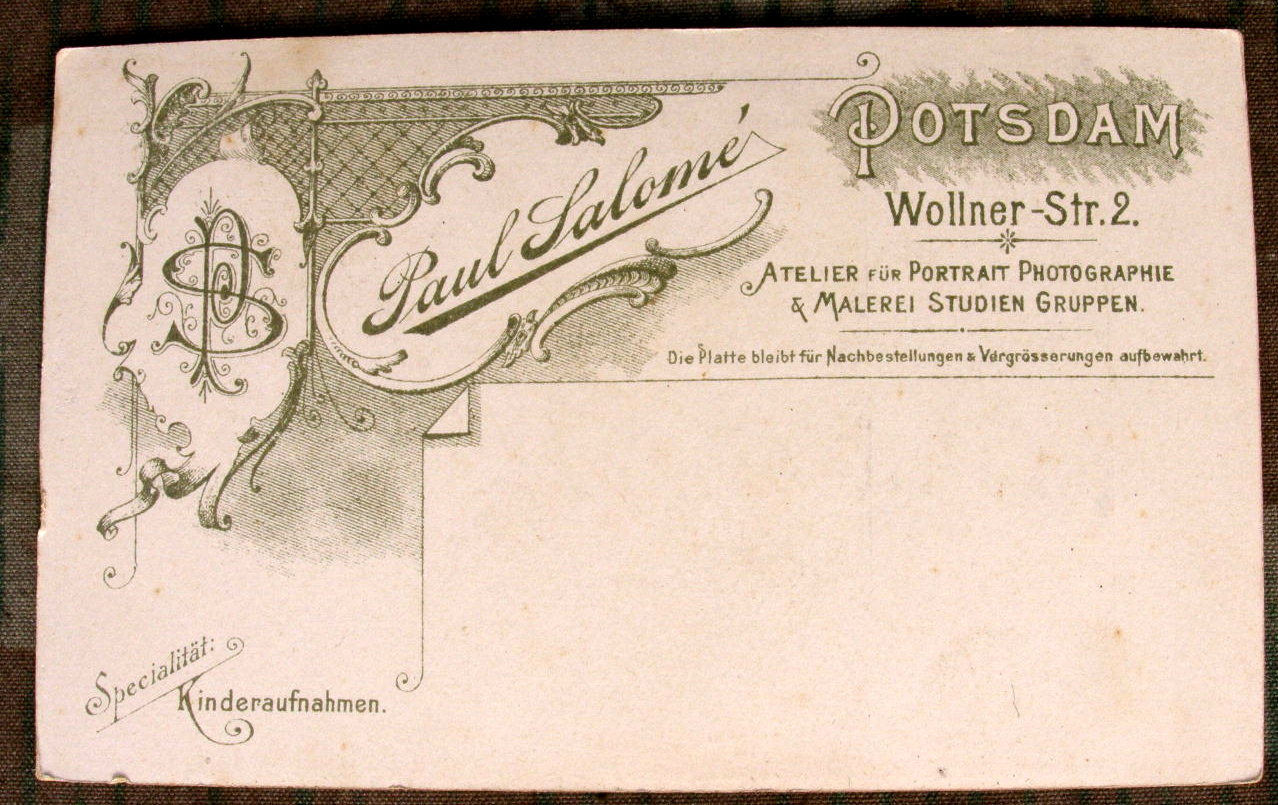 PS
Paul Salomé
POTSDAM
Wollner-Str. 2.
ATELIER FÜR PORTRAIT PHOTOGRAPHIE
& MALEREI STUDIEN GRUPPEN.
Die Platte bleibt für Nachbestellungen & Vergrösserungen aufbewahrt.
Specialität:
Kinderaufnahmen.